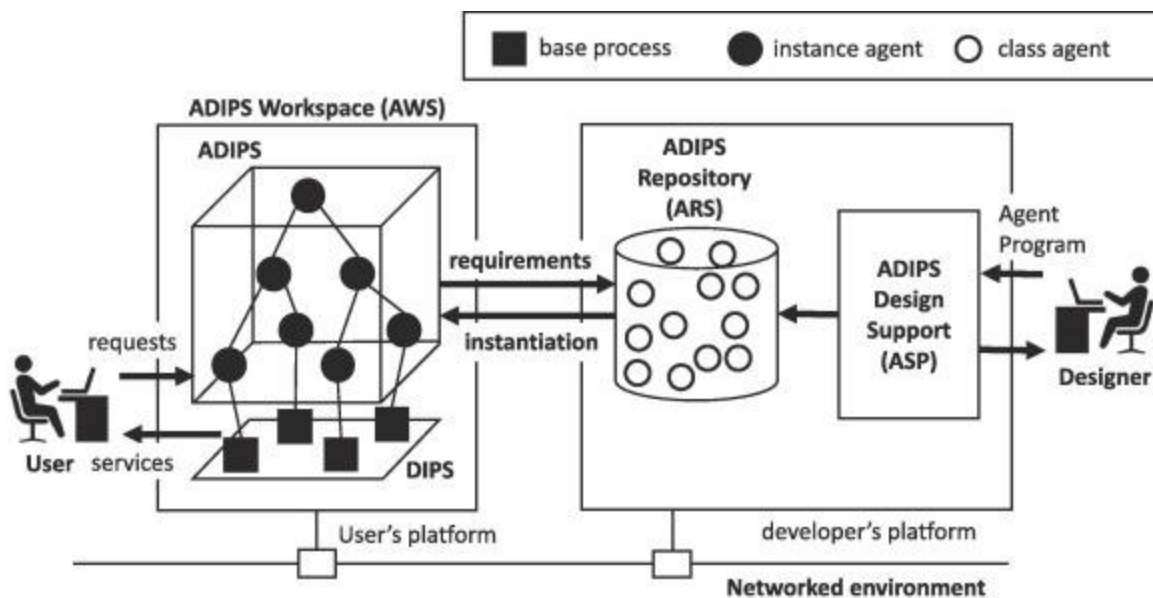 base process
instance agent
class agent
ADIPS Workspace (AWS)
ADIPS
ADIPS
Repository
(ARS)
Agent
Program
requirements
instantiation
ADIPS
Design
Support
(ASP)
requests
User
services
DIPS
Designer
User's platform
developer's platform
Networked environment